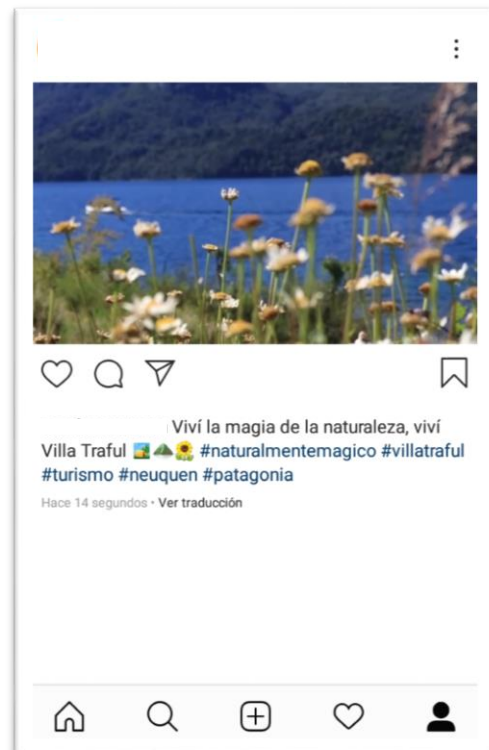 Viví la magia de la naturaleza, viví
Villa Traful 🏞️⛰️🌻 #naturalmentemagico #villatraful
#turismo #neuquen #patagonia
Hace 14 segundos • Ver traducción